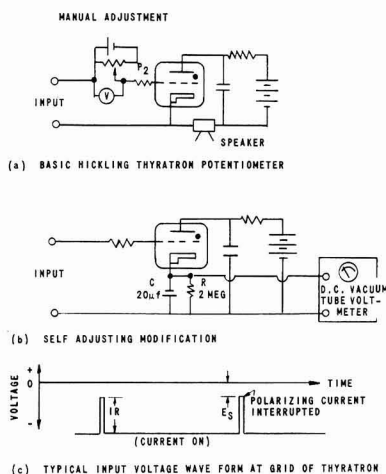 MANUAL ADJUSTMENT
P2
V
INPUT
SPEAKER
(a) BASIC HICKLING THYRATRON POTENTIOMETER
INPUT
C
20µf
R
2 MEG
D.C. VACUUM
TUBE VOLT-
METER
(b) SELF ADJUSTING MODIFICATION
+
0
-
VOLTAGE
TIME
IR
ES
POLARIZING CURRENT
INTERRUPTED
(CURRENT ON)
(c) TYPICAL INPUT VOLTAGE WAVE FORM AT GRID OF THYRATRON